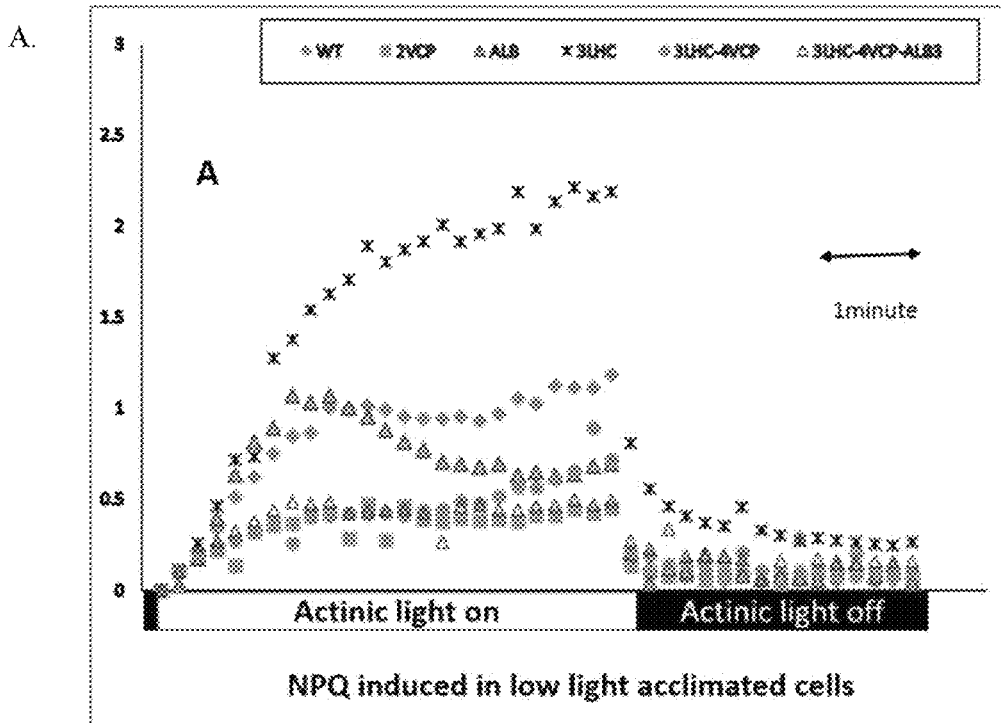 A.
3
WT 2VCP ALB 3LHC 3LHC-4VCP 3LHC-4VCP-ALB3
2.5
A
2
1minute
1.5
1
0.5
0
Actinic light on Actinic light off
NPQ induced in low light acclimated cells